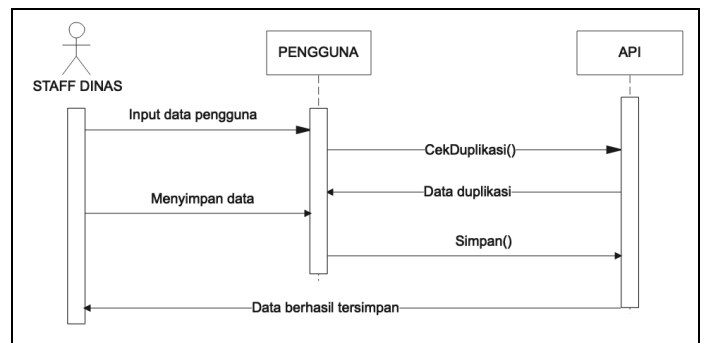 PENGGUNA
API
STAFF DINAS
Input data pengguna
CekDuplikasi()
Data duplikasi
Menyimpan data
Simpan()
Data berhasil tersimpan